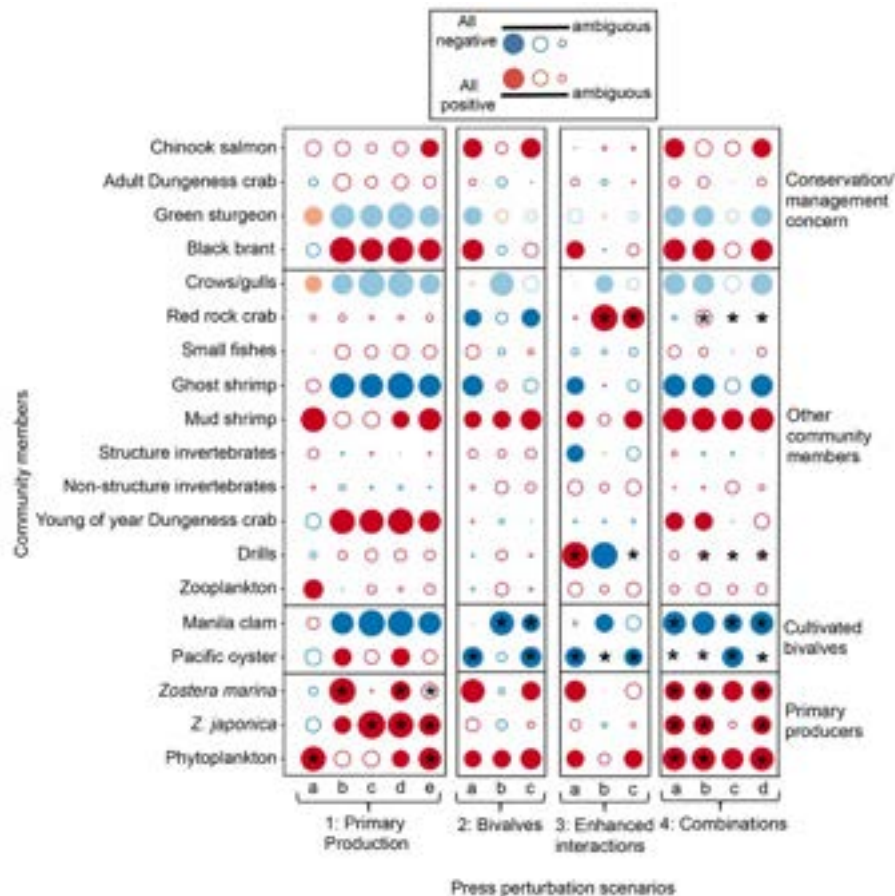 All negative ambiguous
All positive ambiguous
Chinook salmon
Adult Dungeness crab
Green sturgeon
Black brant
Conservation/
management
concern
Crows/gulls
Red rock crab
Small fishes
Ghost shrimp
Mud shrimp
Structure invertebrates
Non-structure invertebrates
Young of year Dungeness crab
Drills
Zooplankton
Other
community
members
Manila clam
Pacific oyster
Cultivated
bivalves
Zostera marina
Z. japonica
Phytoplankton
Primary
producers
Community members
a b c d e a b c a b c a b c d
1: Primary
Production
2: Bivalves
3: Enhanced
interactions
4: Combinations
Press perturbation scenarios